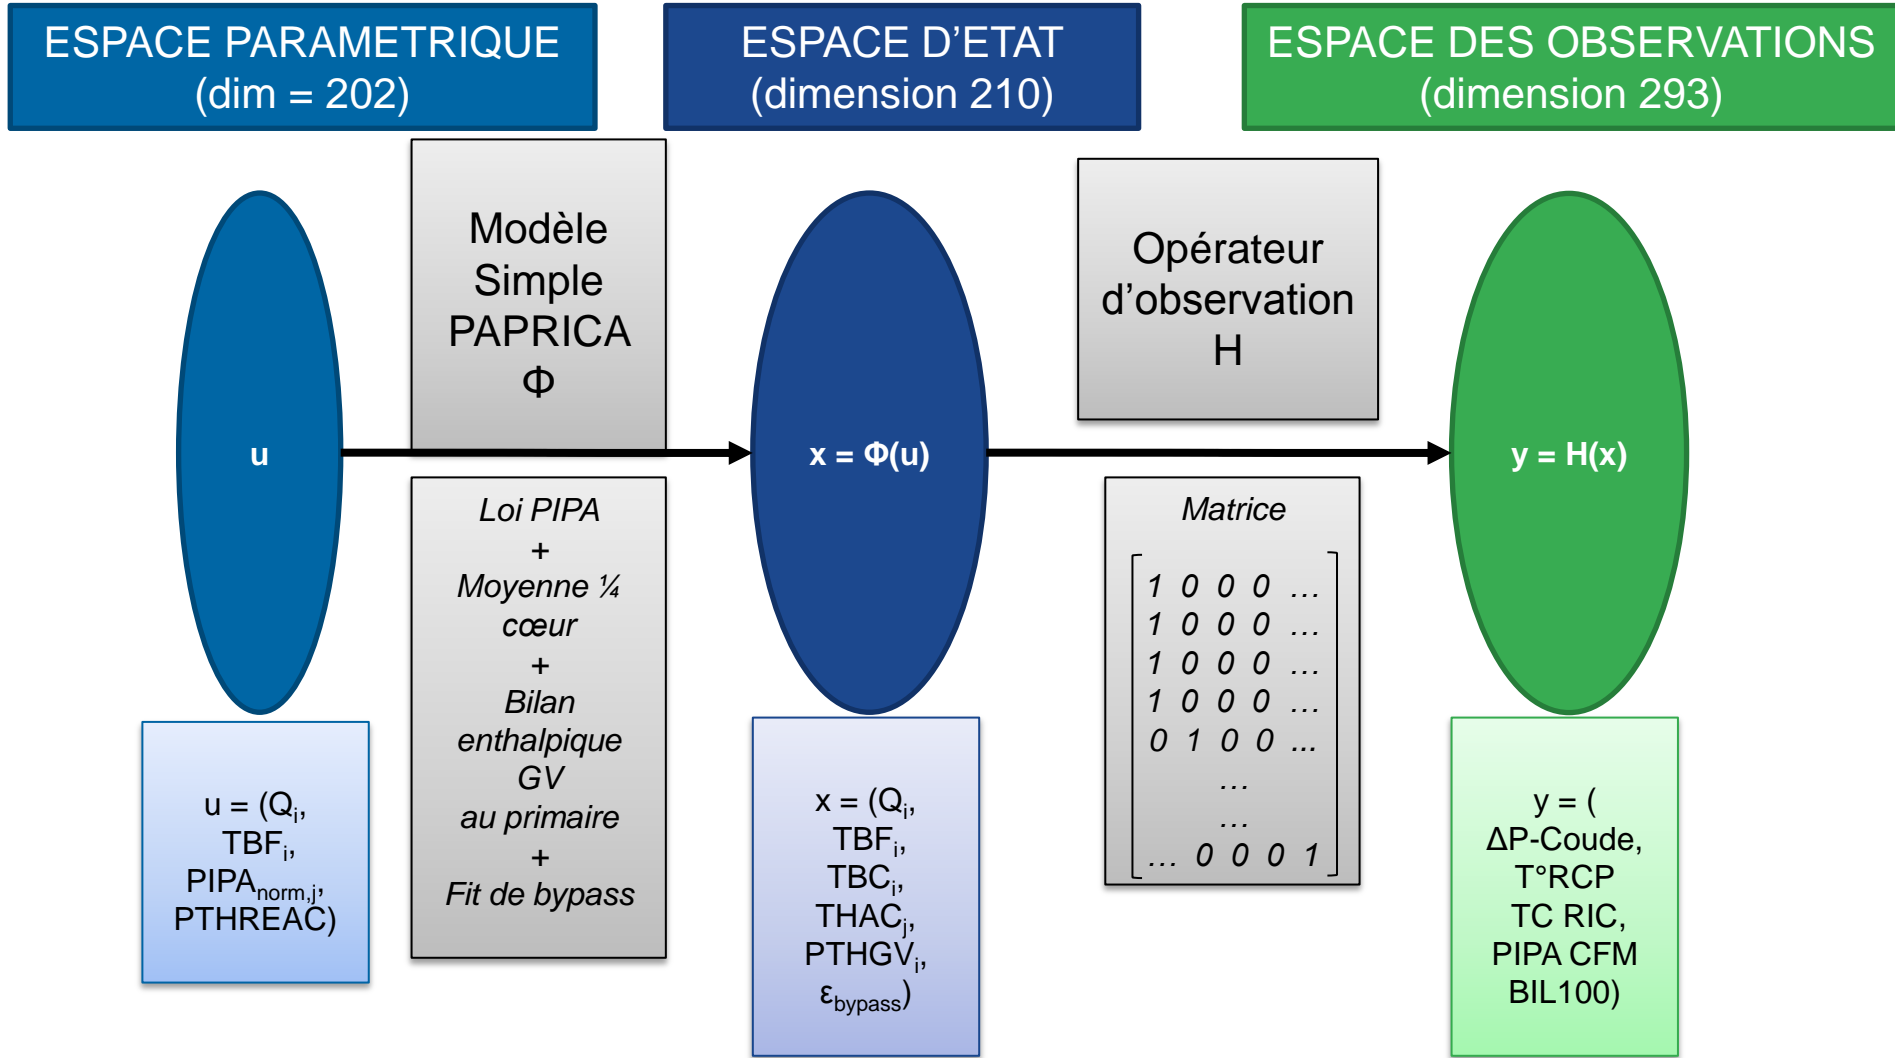 ESPACE PARAMETRIQUE
(dim = 202)
ESPACE D’ETAT
(dimension 210)
ESPACE DES OBSERVATIONS
(dimension 293)
Modèle
Simple
PAPRICA
Φ
Opérateur
d’observation
H
u
x = Φ(u)
y = H(x)
Loi PIPA
+
Moyenne ¼
cœur
+
Bilan
enthalpique
GV
au primaire
+
Fit de bypass
Matrice
1 0 0 0 …
1 0 0 0 …
1 0 0 0 …
1 0 0 0 …
0 1 0 0 ...
…
…
… 0 0 0 1
u = (Qi,
TBFi,
PIPAnorm,j,
PTHREAC)
x = (Qi,
TBFi,
TBCi,
THACj,
PTHGVi,
εbypass)
y = (
ΔP-Coude,
T°RCP
TC RIC,
PIPA CFM
BIL100)